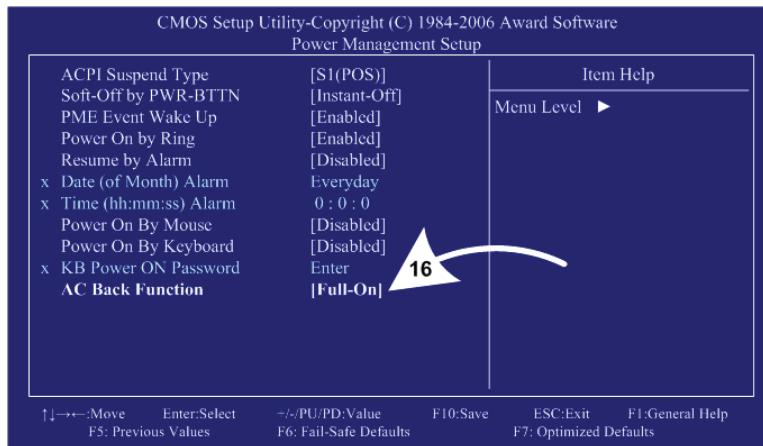 CMOS Setup Utility-Copyright (C) 1984-2006 Award Software
Power Management Setup
ACPI Suspend Type [S1(POS)]
Soft-Off by PWR-BTTN [Instant-Off]
PME Event Wake Up [Enabled]
Power On by Ring [Enabled]
Resume by Alarm [Disabled]
x Date (of Month) Alarm Everyday
x Time (hh:mm:ss) Alarm 0 : 0 : 0
Power On By Mouse [Disabled]
Power On By Keyboard [Disabled]
x KB Power ON Password Enter
AC Back Function [Full-On]
16
Item Help
Menu Level ►
↑↓→←:Move Enter:Select +/-/PU/PD:Value F10:Save ESC:Exit F1:General Help
F5: Previous Values F6: Fail-Safe Defaults F7: Optimized Defaults